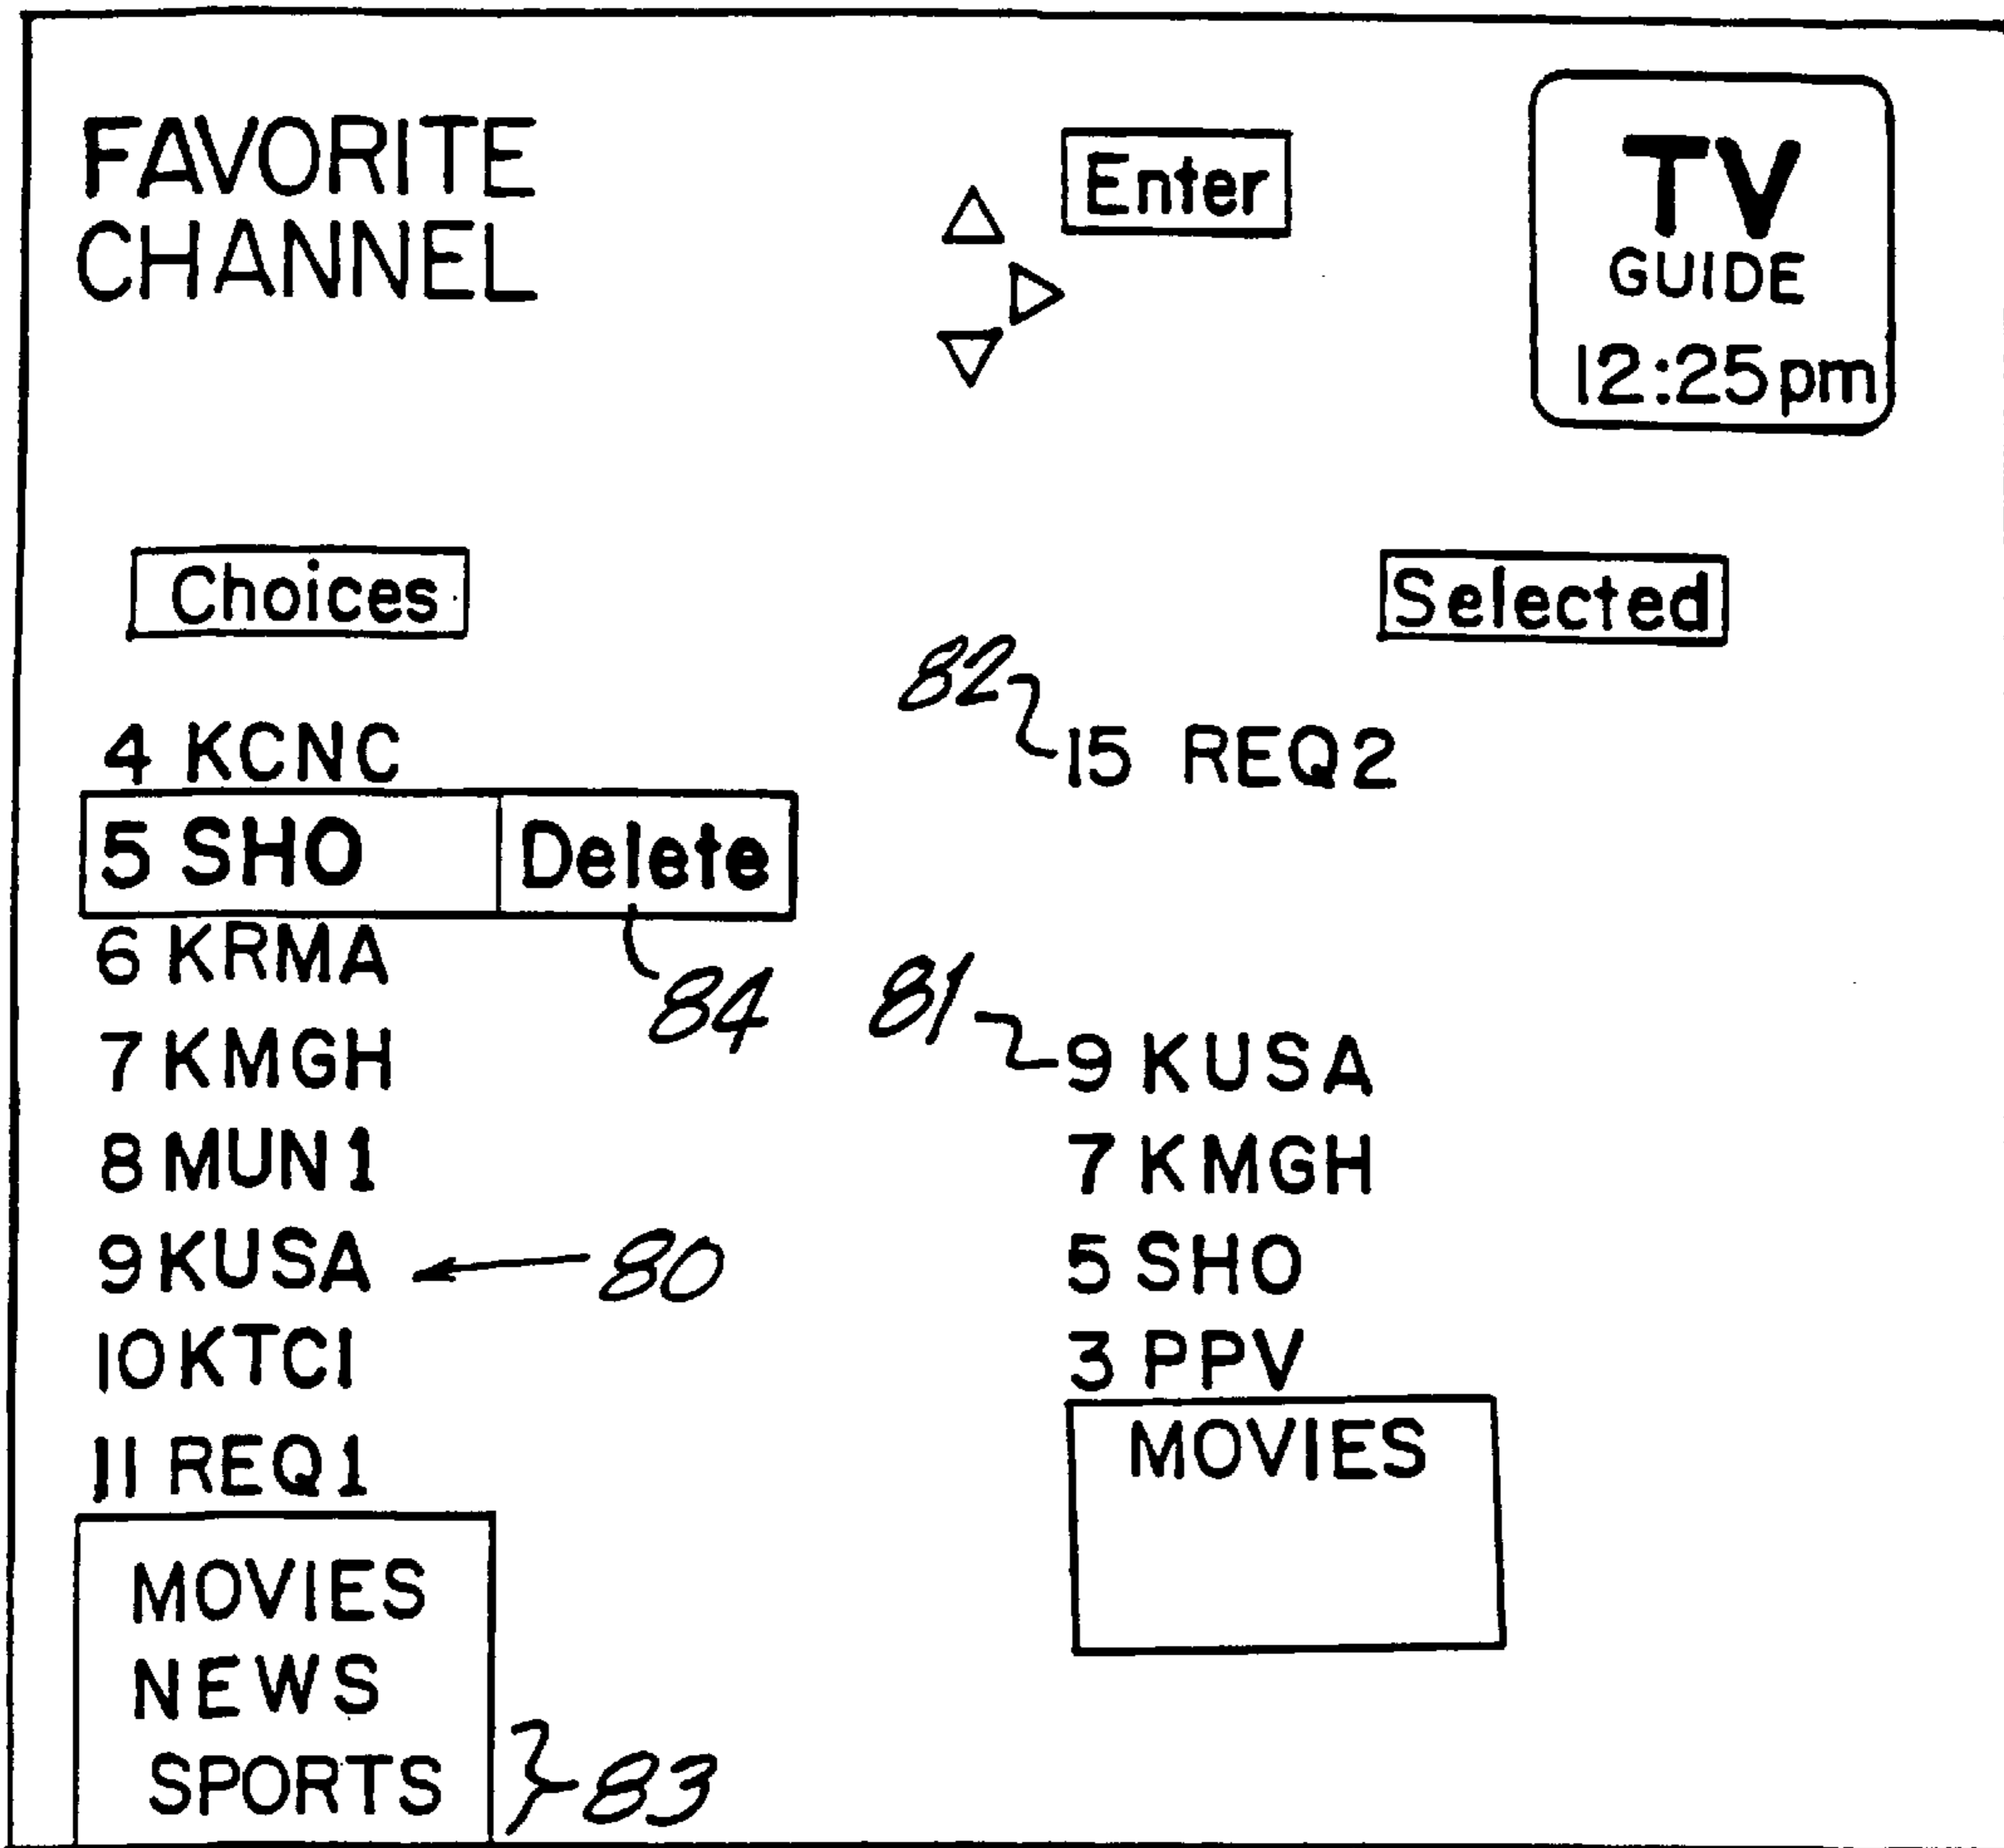 FAVORITE
CHANNEL
Enter
TV
GUIDE
12:25pm
Choices
Selected
82
4 KCNC
15 REQ2
5 SHO Delete
6 KRMA
84
81
7 KMGH
9 KUSA
8 MUN1
7 KMGH
9 KUSA
80
5 SHO
10 KTCI
3 PPV
11 REQ1
MOVIES
MOVIES
NEWS
SPORTS
83